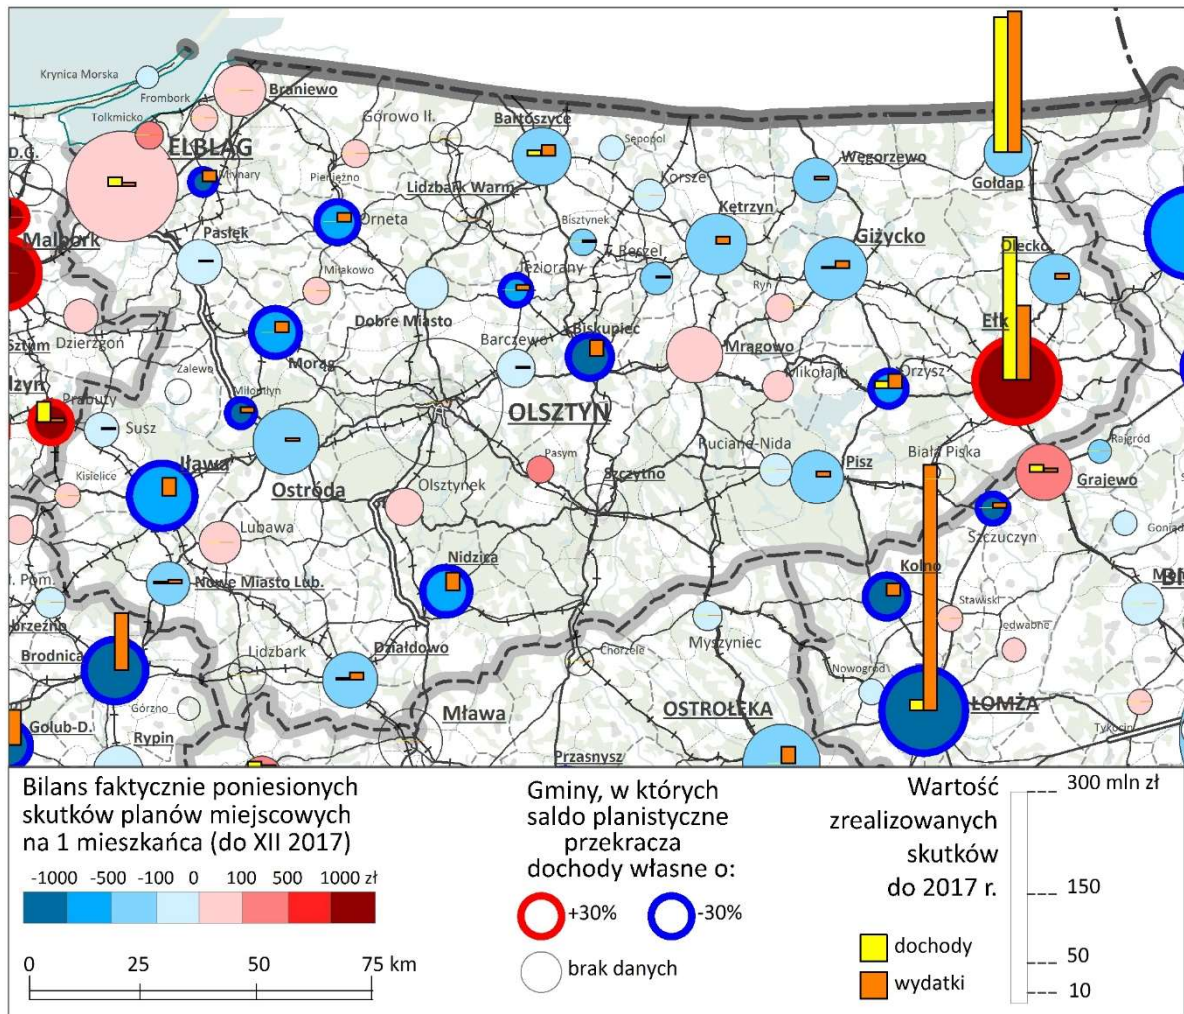 Krynica Morska
Frombork
Braniewo
Tolkmicko
Górowo Ił.
Bartoszyce
Sępopol
ELBLĄG
D.G.
Młynary
Pieniężno
Lidzbark Warm.
Korsze
Węgorzewo
Gołdap
Kętrzyn
Malbork
Pasłęk
Orneta
Bisztynek
Giżycko
Olecko
Reszel
Jeziorany
Miłakowo
Ryn
Dzierzgoń
Sztum
Dobre Miasto
Biskupiec
Ełk
Morąg
Barczewo
Mrągowo
Zalewo
Mikołajki
Orzysz
Miłomłyn
Prabuty
OLSZTYN
Susz
Ruciane-Nida
Rajgród
Iława
Pasym
Biała Piska
Pisz
Kisielice
Ostróda
Olsztynek
Szczytno
Grajewo
Lubawa
Szczuczyn
Goniądz
Nidzica
Kolno
Nowe Miasto Lub.
. Pom.
Stawiski
brzeźno
Myszyniec
Jedwabne
Brodnica
Działdowo
Lidzbark
Chorzele
Nowogród
Górzno
Mława
OSTROŁĘKA
ŁOMŻA
Golub-D.
Rypin
Przasnysz
Tykocin
Bilans faktycznie poniesionych
skutków planów miejscowych
na 1 mieszkańca (do XII 2017)
-1000 -500 -100 0 100 500 1000 zł
0 25 50 75 km
Gminy, w których
saldo planistyczne
przekracza
dochody własne o:
+30% -30%
brak danych
Wartość
zrealizowanych
skutków
do 2017 r.
dochody
wydatki
300 mln zł
150
50
10